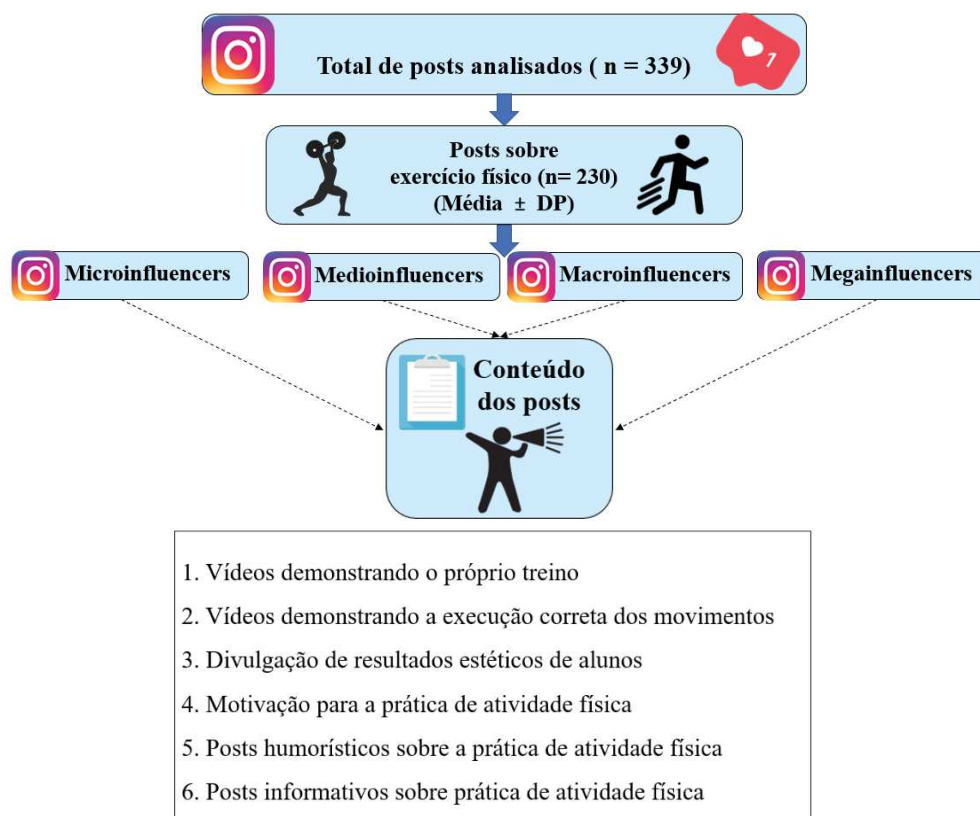 Total de posts analisados ( n = 339)
1
Posts sobre
exercício físico (n= 230)
(Média ± DP)
Microinfluencers
Medioinfluencers
Macroinfluencers
Megainfluencers
Conteúdo
dos posts
1. Vídeos demonstrando o próprio treino
2. Vídeos demonstrando a execução correta dos movimentos
3. Divulgação de resultados estéticos de alunos
4. Motivação para a prática de atividade física
5. Posts humorísticos sobre a prática de atividade física
6. Posts informativos sobre prática de atividade física